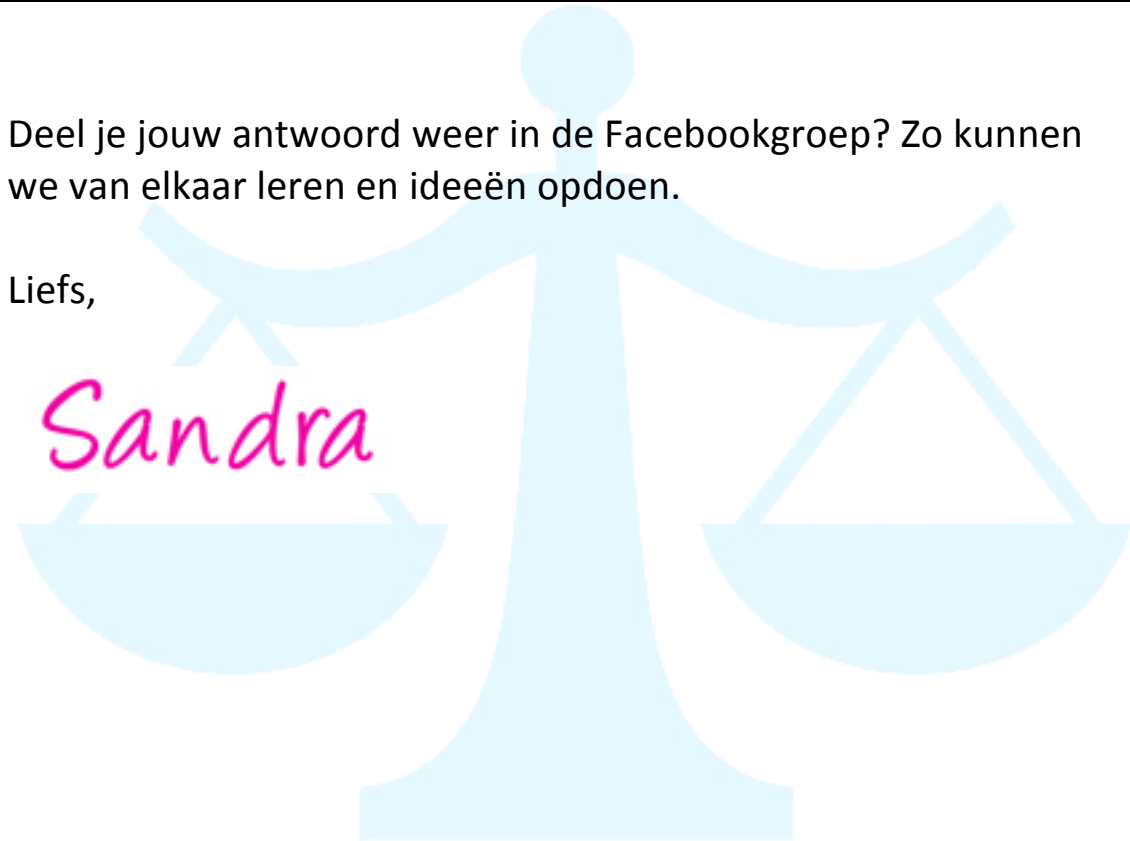 Deel je jouw antwoord weer in de Facebookgroep? Zo kunnen
we van elkaar leren en ideeën opdoen.
Liefs,
Sandra